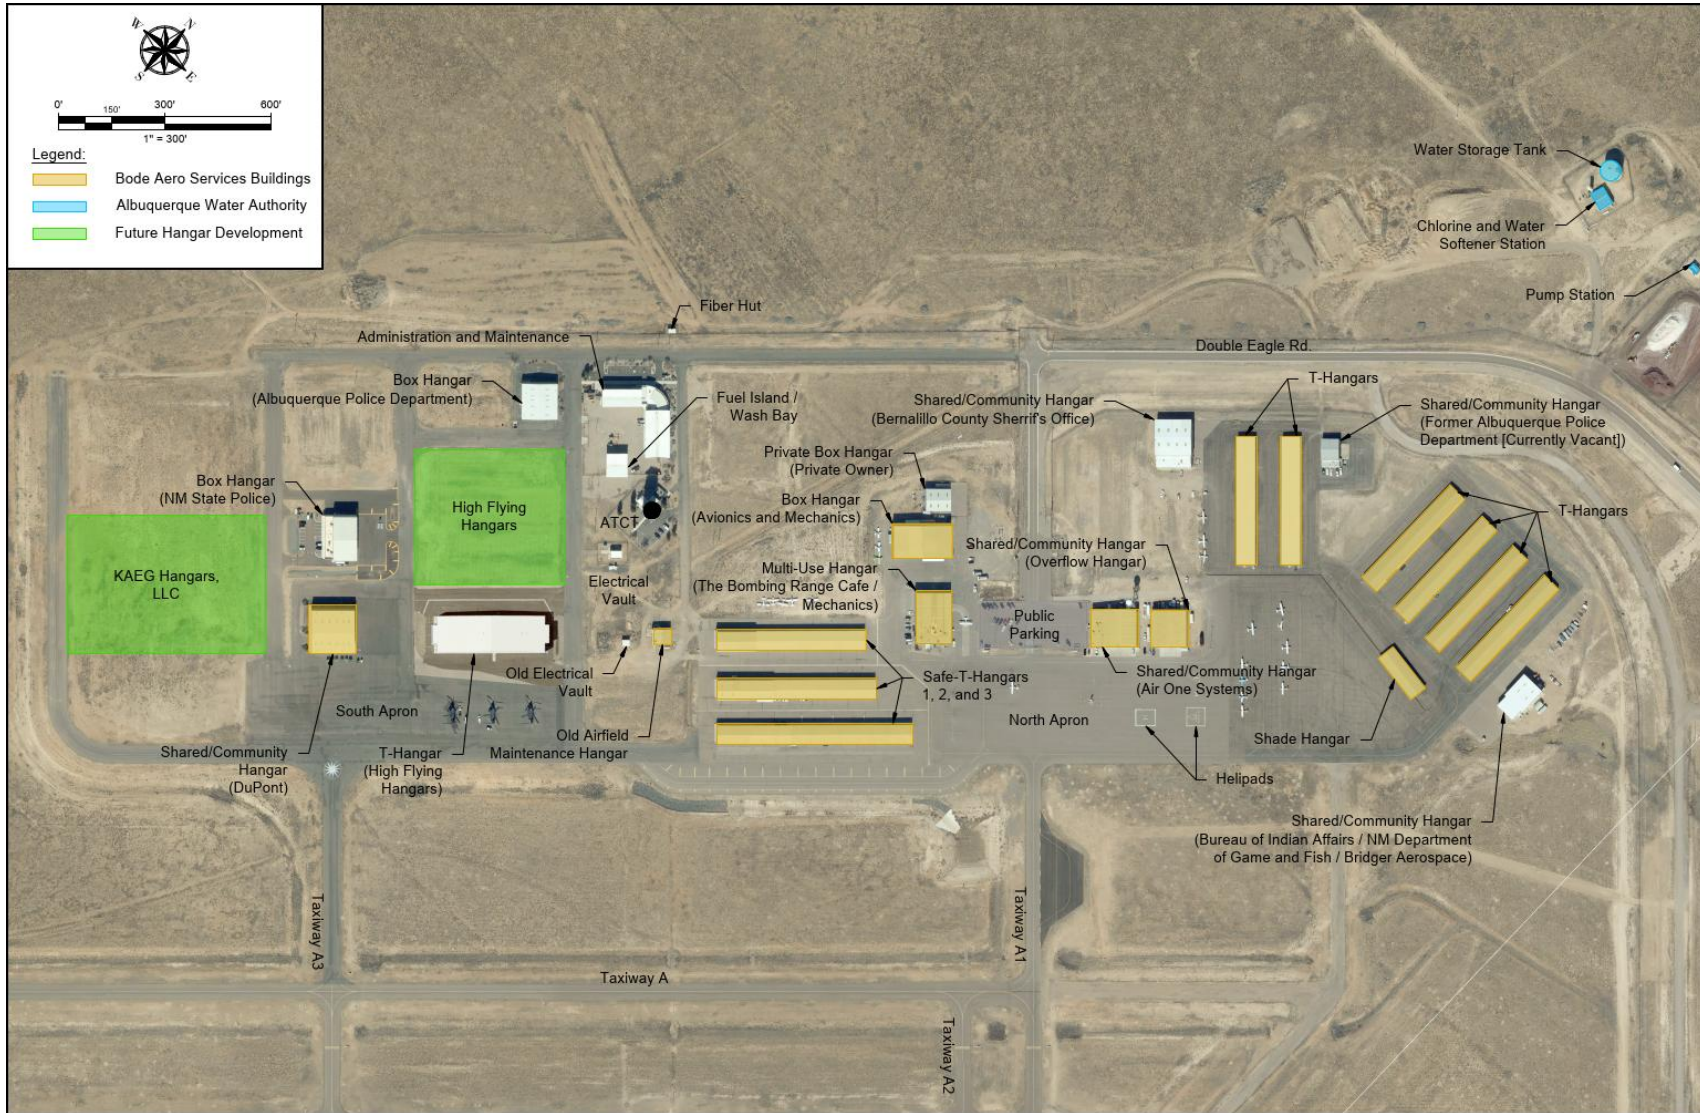 W
N
S
E
0'
150'
300'
600'
1" = 300'
Legend:
Bode Aero Services Buildings
Albuquerque Water Authority
Future Hangar Development
Water Storage Tank
Chlorine and Water
Softener Station
Pump Station
Fiber Hut
Administration and Maintenance
Double Eagle Rd.
Box Hangar
(Albuquerque Police Department)
Fuel Island /
Wash Bay
Shared/Community Hangar
(Bernalillo County Sherrif's Office)
T-Hangars
Shared/Community Hangar
(Former Albuquerque Police
Department [Currently Vacant])
Private Box Hangar
(Private Owner)
Box Hangar
(NM State Police)
High Flying
Hangars
ATCT
Box Hangar
(Avionics and Mechanics)
T-Hangars
Shared/Community Hangar
(Overflow Hangar)
KAEG Hangars,
LLC
Electrical
Vault
Multi-Use Hangar
(The Bombing Range Cafe /
Mechanics)
Public
Parking
Old Electrical
Vault
Safe-T-Hangars
1, 2, and 3
Shared/Community Hangar
(Air One Systems)
South Apron
North Apron
Shade Hangar
Shared/Community
Hangar
(DuPont)
T-Hangar
(High Flying
Hangars)
Old Airfield
Maintenance Hangar
Helipads
Shared/Community Hangar
(Bureau of Indian Affairs / NM Department
of Game and Fish / Bridger Aerospace)
Taxiway A3
Taxiway A1
Taxiway A
Taxiway A2